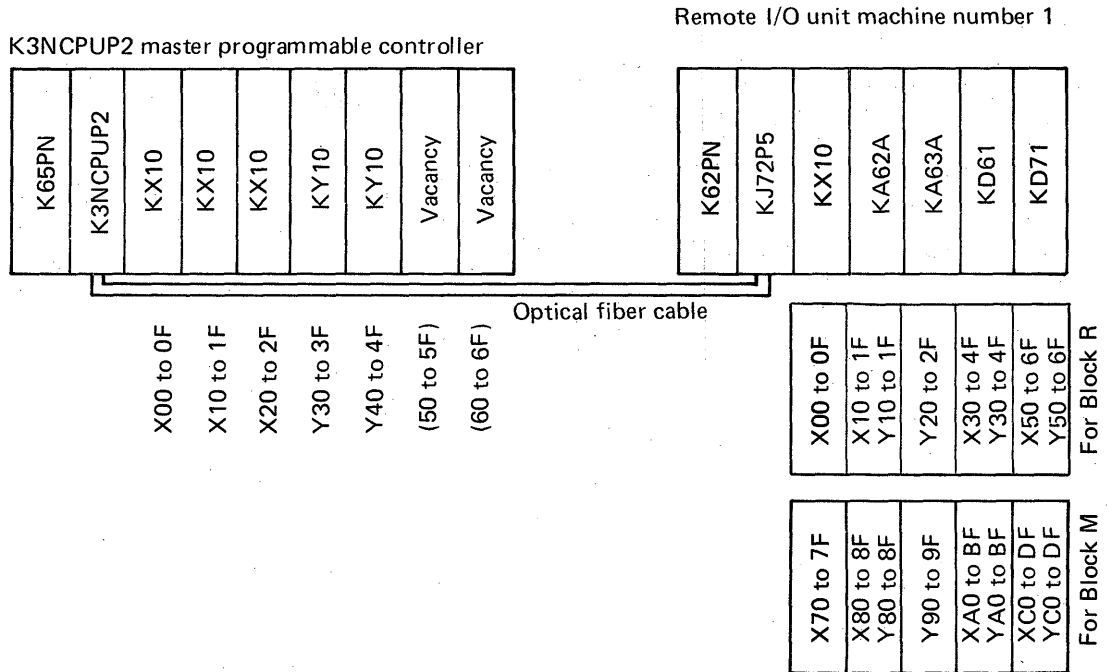 Remote I/O unit machine number 1
K3NCPUP2 master programmable controller
K65PN
K3NCPUP2
KX10
KX10
KX10
KY10
KY10
Vacancy
Vacancy
K62PN
KJ72P5
KX10
KA62A
KA63A
KD61
KD71
Optical fiber cable
X00 to 0F
X10 to 1F
X20 to 2F
Y30 to 3F
Y40 to 4F
(50 to 5F)
(60 to 6F)
X00 to 0F
X10 to 1F
Y10 to 1F
Y20 to 2F
X30 to 4F
Y30 to 4F
X50 to 6F
Y50 to 6F
For Block R
X70 to 7F
X80 to 8F
Y80 to 8F
Y90 to 9F
XA0 to BF
YA0 to BF
XC0 to DF
YC0 to DF
For Block M